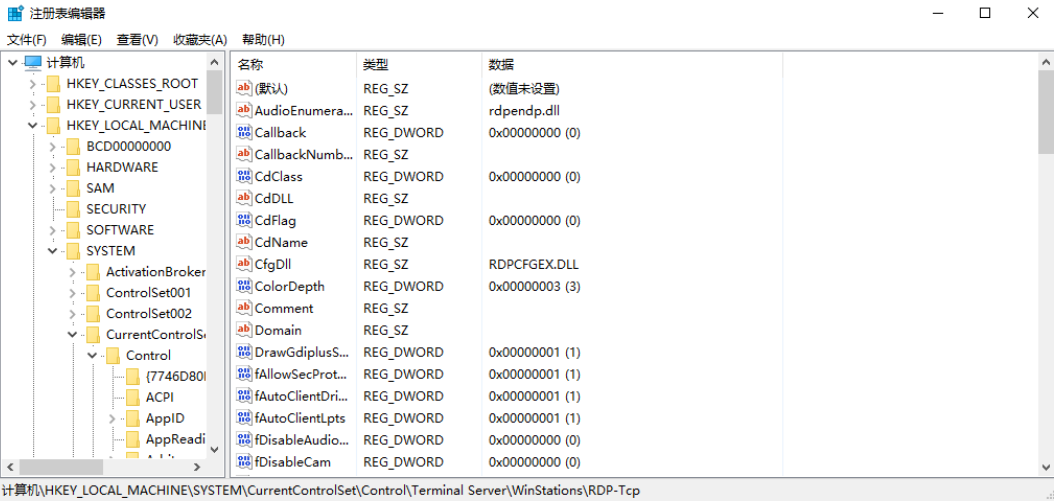 注册表编辑器
文件(F) 编辑(E) 查看(V) 收藏夹(A) 帮助(H)
计算机
HKEY_CLASSES_ROOT
HKEY_CURRENT_USER
HKEY_LOCAL_MACHINE
BCD00000000
HARDWARE
SAM
SECURITY
SOFTWARE
SYSTEM
ActivationBroker
ControlSet001
ControlSet002
CurrentControlSe
Control
{7746D80
ACPI
AppID
AppReadi
名称 类型 数据
(默认) REG_SZ (数值未设置)
AudioEnumera... REG_SZ rdpendp.dll
Callback REG_DWORD 0x00000000 (0)
CallbackNumb... REG_SZ
CdClass REG_DWORD 0x00000000 (0)
CdDLL REG_SZ
CdFlag REG_DWORD 0x00000000 (0)
CdName REG_SZ
CfgDll REG_SZ RDPCFGEX.DLL
ColorDepth REG_DWORD 0x00000003 (3)
Comment REG_SZ
Domain REG_SZ
DrawGdiplusS... REG_DWORD 0x00000001 (1)
fAllowSecProt... REG_DWORD 0x00000001 (1)
fAutoClientDri... REG_DWORD 0x00000001 (1)
fAutoClientLpts REG_DWORD 0x00000001 (1)
fDisableAudio... REG_DWORD 0x00000000 (0)
fDisableCam REG_DWORD 0x00000000 (0)
计算机\HKEY_LOCAL_MACHINE\SYSTEM\CurrentControlSet\Control\Terminal Server\WinStations\RDP-Tcp